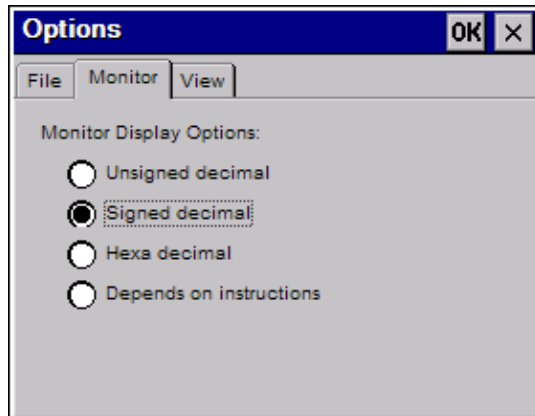 Options OK ×
File Monitor View
Monitor Display Options:
Unsigned decimal
Signed decimal
Hexa decimal
Depends on instructions